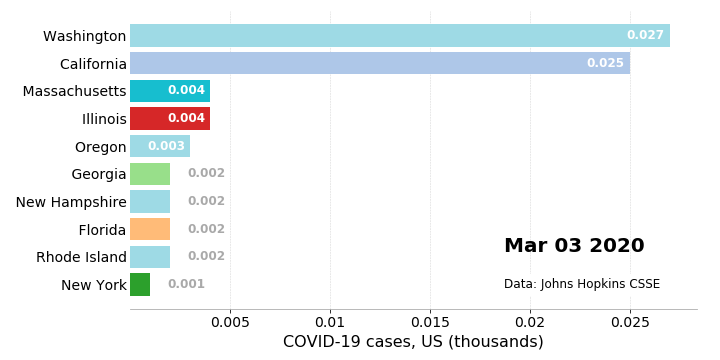 Washington 0.027
California 0.025
Massachusetts 0.004
Illinois 0.004
Oregon 0.003
Georgia 0.002
New Hampshire 0.002
Florida 0.002
Rhode Island 0.002
New York 0.001
Mar 03 2020
Data: Johns Hopkins CSSE
0.005 0.01 0.015 0.02 0.025
COVID-19 cases, US (thousands)